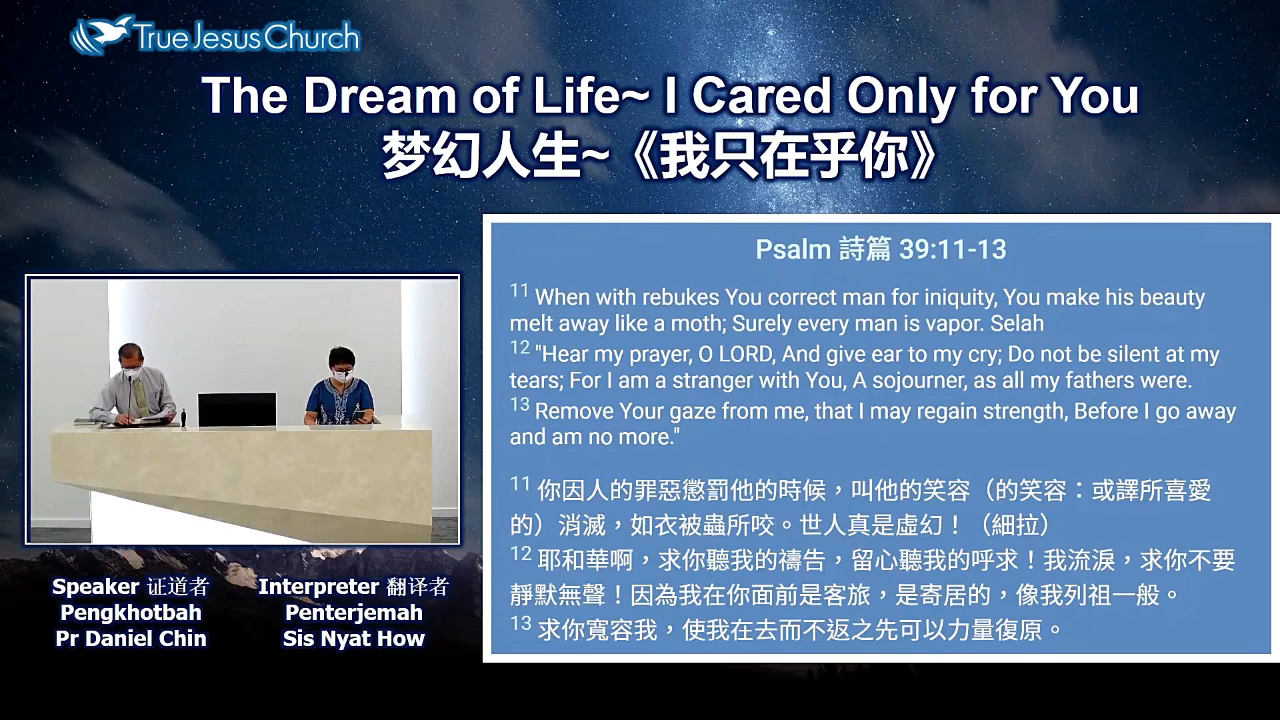 TrueJesusChurch
The Dream of Life~ I Cared Only for You
梦幻人生~《我只在乎你》
Psalm 詩篇 39:11-13
11 When with rebukes You correct man for iniquity, You make his beauty
melt away like a moth; Surely every man is vapor. Selah
12 "Hear my prayer, O LORD, And give ear to my cry; Do not be silent at my
tears; For I am a stranger with You, A sojourner, as all my fathers were.
13 Remove Your gaze from me, that I may regain strength, Before I go away
and am no more."
11 你因人的罪惡懲罰他的時候，叫他的笑容（的笑容：或譯所喜愛
的）消滅，如衣被蟲所咬。世人真是虛幻！（細拉）
12 耶和華啊，求你聽我的禱告，留心聽我的呼求！我流淚，求你不要
靜默無聲！因為我在你面前是客旅，是寄居的，像我列祖一般。
13 求你寬容我，使我在去而不返之先可以力量復原。
Speaker 证道者
Pengkhotbah
Pr Daniel Chin
Interpreter 翻译者
Penterjemah
Sis Nyat How